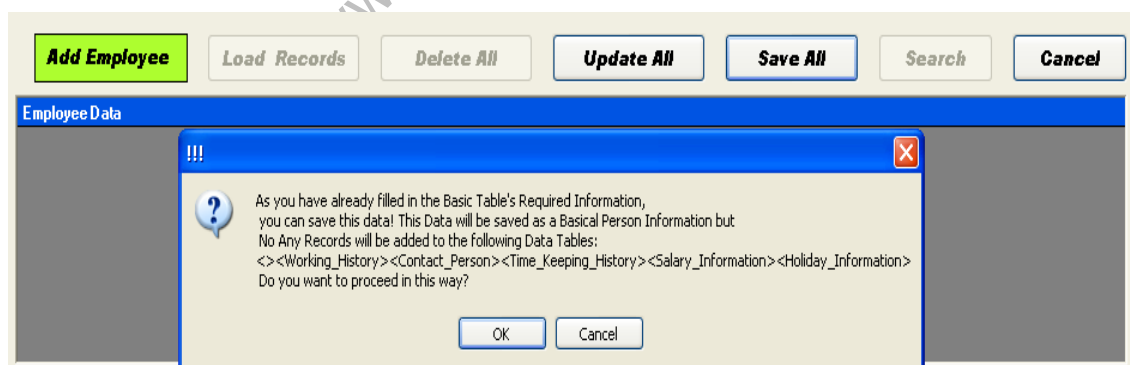 Add Employee
Load Records
Delete All
Update All
Save All
Search
Cancel
Employee Data
!!!
As you have already filled in the Basic Table's Required Information,
you can save this data! This Data will be saved as a Basical Person Information but
No Any Records will be added to the following Data Tables:
<><Working_History><Contact_Person><Time_Keeping_History><Salary_Information><Holiday_Information>
Do you want to proceed in this way?
OK
Cancel